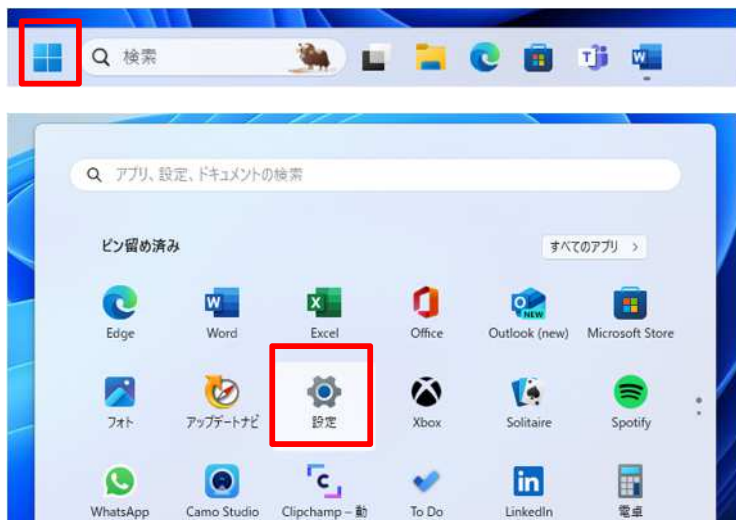 検索
アプリ、設定、ドキュメントの検索
ピン留め済み
すべてのアプリ
Edge
Word
Excel
Office
Outlook (new)
Microsoft Store
フォト
アップデートナビ
設定
Xbox
Solitaire
Spotify
WhatsApp
Camo Studio
Clipchamp – 動
To Do
LinkedIn
電卓